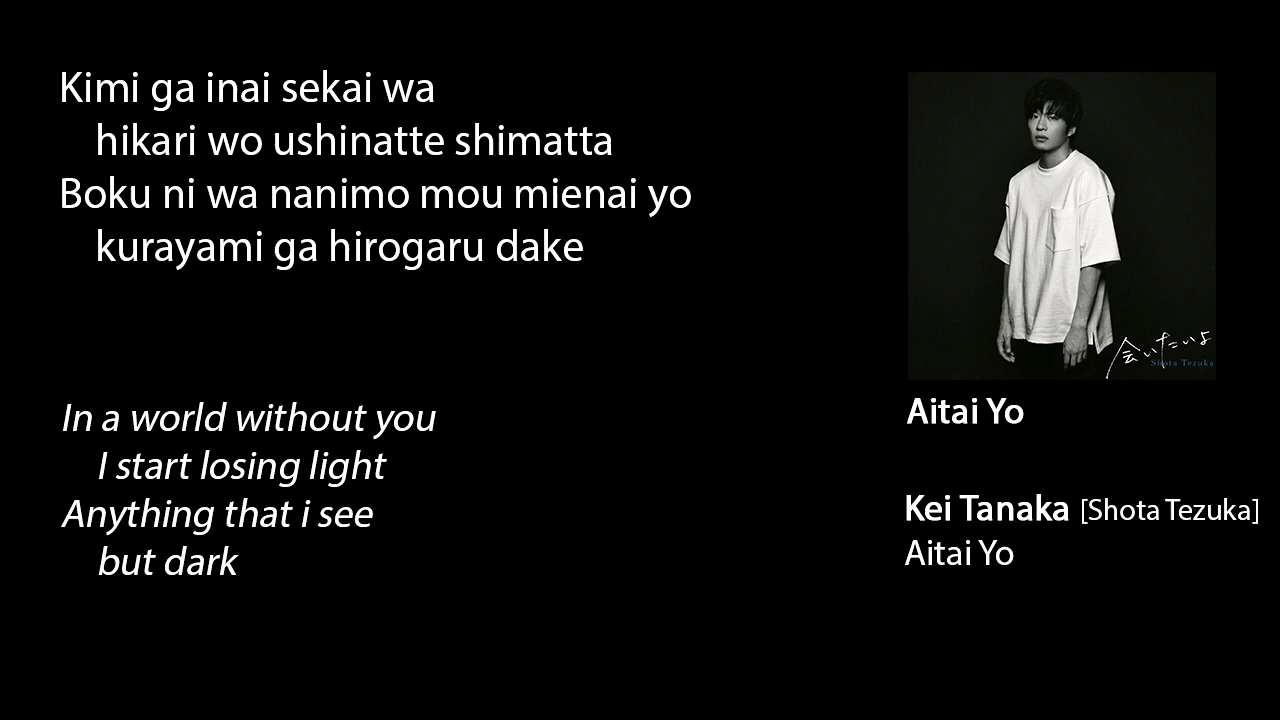 Kimi ga inai sekai wa
hikari wo ushinatte shimatta
Boku ni wa nanimo mou mienai yo
kurayami ga hirogaru dake
In a world without you
I start losing light
Anything that i see
but dark
会いたいよ
Shota Tezuka
Aitai Yo
Kei Tanaka [Shota Tezuka]
Aitai Yo